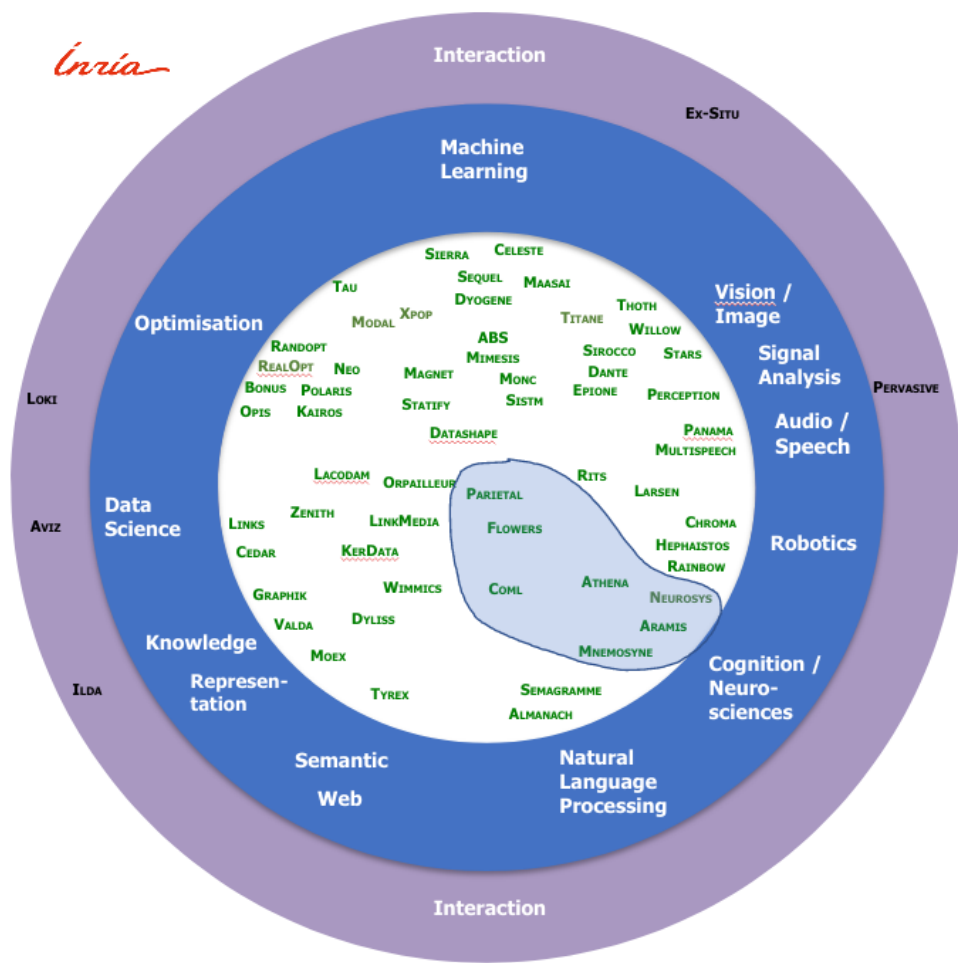 Inria
Interaction
Ex-Situ
Machine
Learning
Sierra
Celeste
Sequel
Maasai
Tau
Dyogene
Thoth
Xpop
Modal
Titane
Willow
Vision /
Image
Optimisation
ABS
Randopt
Mimesis
Sirocco
Stars
Signal
Analysis
RealOpt
Neo
Magnet
Monc
Dante
Bonus
Polaris
Epione
Perception
Pervasive
Loki
Opis
Kairos
Statify
Sistm
Audio /
Speech
Datashape
Panama
Multispeech
Lacodam
Orpailleur
Parietal
Rits
Larsen
Data
Science
Zenith
Links
LinkMedia
Flowers
Chroma
Aviz
Cedar
KerData
Hephaistos
Robotics
Rainbow
Graphik
Wimmics
Coml
Athena
Neurosys
Valda
Dyliss
Aramis
Knowledge
Moex
Mnemosyne
Cognition /
Neuro-
sciences
Ilda
Represen-
tation
Tyrex
Semagramme
Almanach
Semantic
Web
Natural
Language
Processing
Interaction